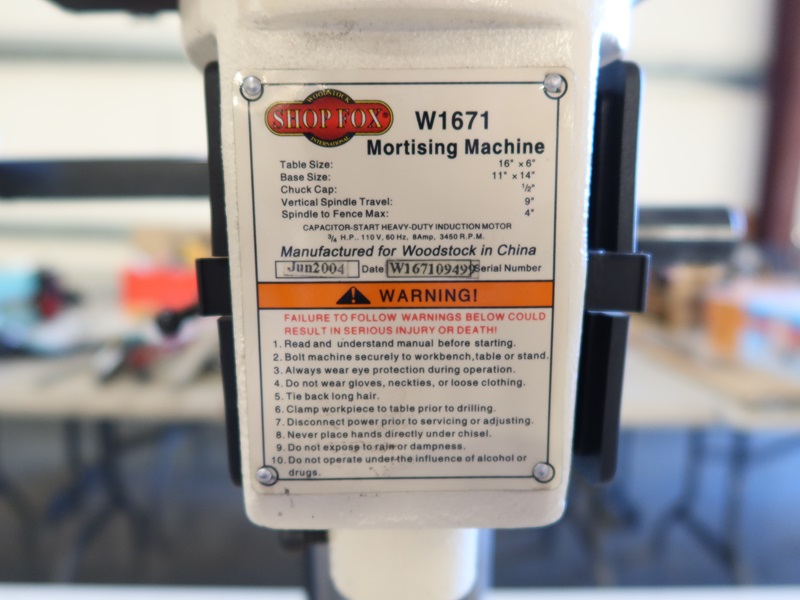 WOODSTOCK
SHOP FOX®
INTERNATIONAL
W1671
Mortising Machine
Table Size: 16" × 6"
Base Size: 11" × 14"
Chuck Cap: 1/2"
Vertical Spindle Travel: 9"
Spindle to Fence Max: 4"
CAPACITOR-START HEAVY-DUTY INDUCTION MOTOR
3/4 H.P., 110 V, 60 Hz, 8Amp, 3450 R.P.M.
Manufactured for Woodstock in China
Jun2004 Date W167109499 Serial Number
WARNING!
FAILURE TO FOLLOW WARNINGS BELOW COULD
RESULT IN SERIOUS INJURY OR DEATH!
1. Read and understand manual before starting.
2. Bolt machine securely to workbench,table or stand.
3. Always wear eye protection during operation.
4. Do not wear gloves, neckties, or loose clothing.
5. Tie back long hair.
6. Clamp workpiece to table prior to drilling.
7. Disconnect power prior to servicing or adjusting.
8. Never place hands directly under chisel.
9. Do not expose to rain or dampness.
10. Do not operate under the influence of alcohol or
drugs.